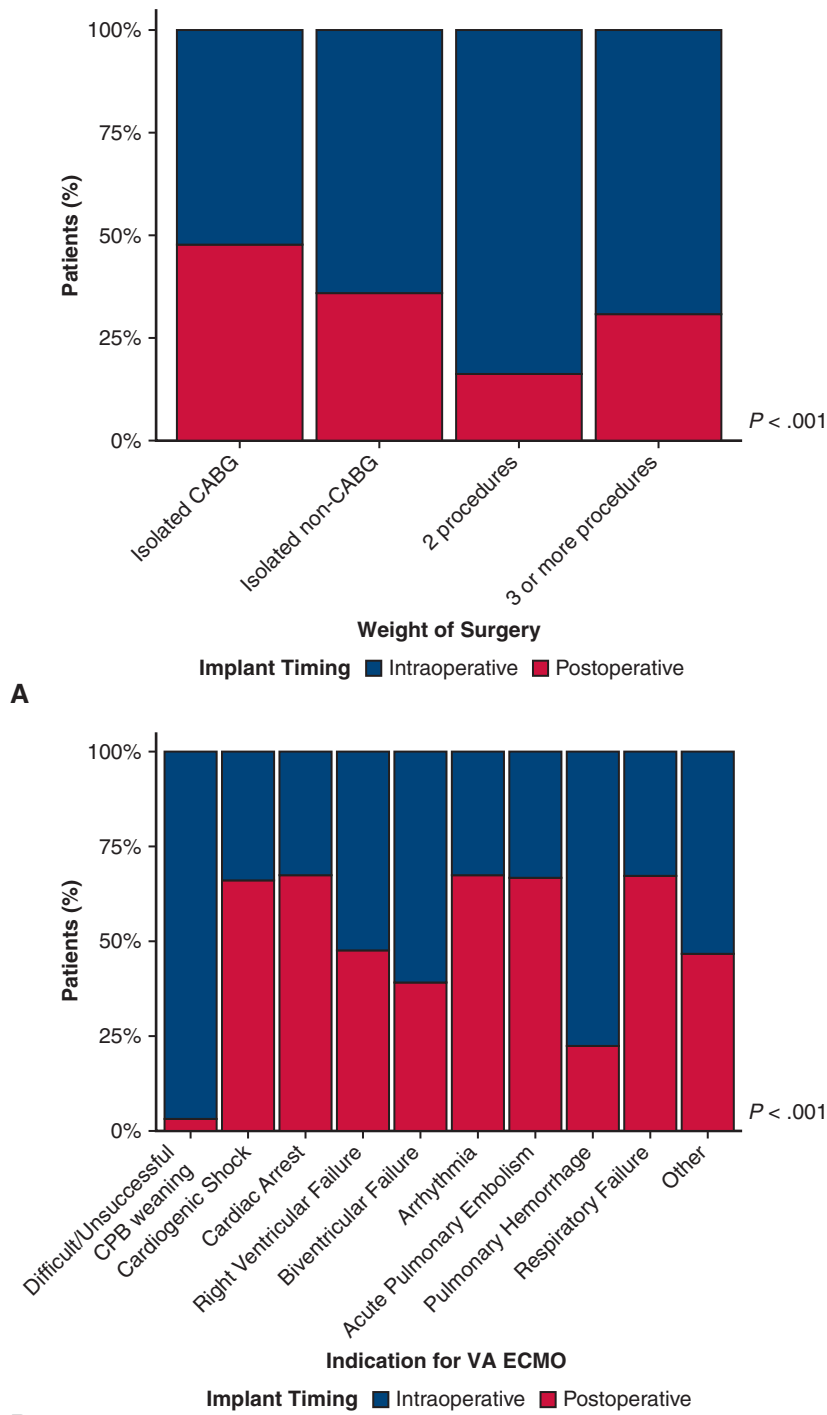 100%
75%
50%
25%
0%
Patients (%)
P < .001
Isolated CABG
Isolated non-CABG
2 procedures
3 or more procedures
Weight of Surgery
Implant Timing Intraoperative Postoperative
A
100%
75%
50%
25%
0%
Patients (%)
P < .001
Difficult/Unsuccessful
CPB weaning
Cardiogenic Shock
Cardiac Arrest
Right Ventricular Failure
Biventricular Failure
Arrhythmia
Acute Pulmonary Embolism
Pulmonary Hemorrhage
Respiratory Failure
Other
Indication for VA ECMO
Implant Timing Intraoperative Postoperative